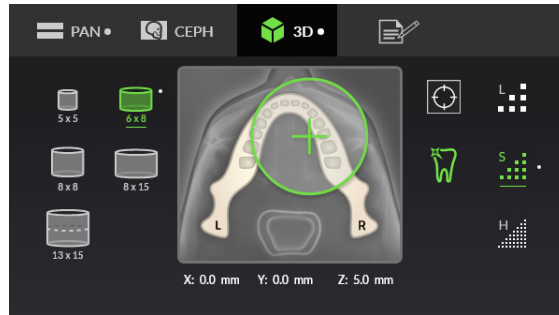 PAN CEPH 3D
5 x 5 6 x 8
8 x 8 8 x 15
13 x 15
L R
X: 0.0 mm Y: 0.0 mm Z: 5.0 mm
L
S
H